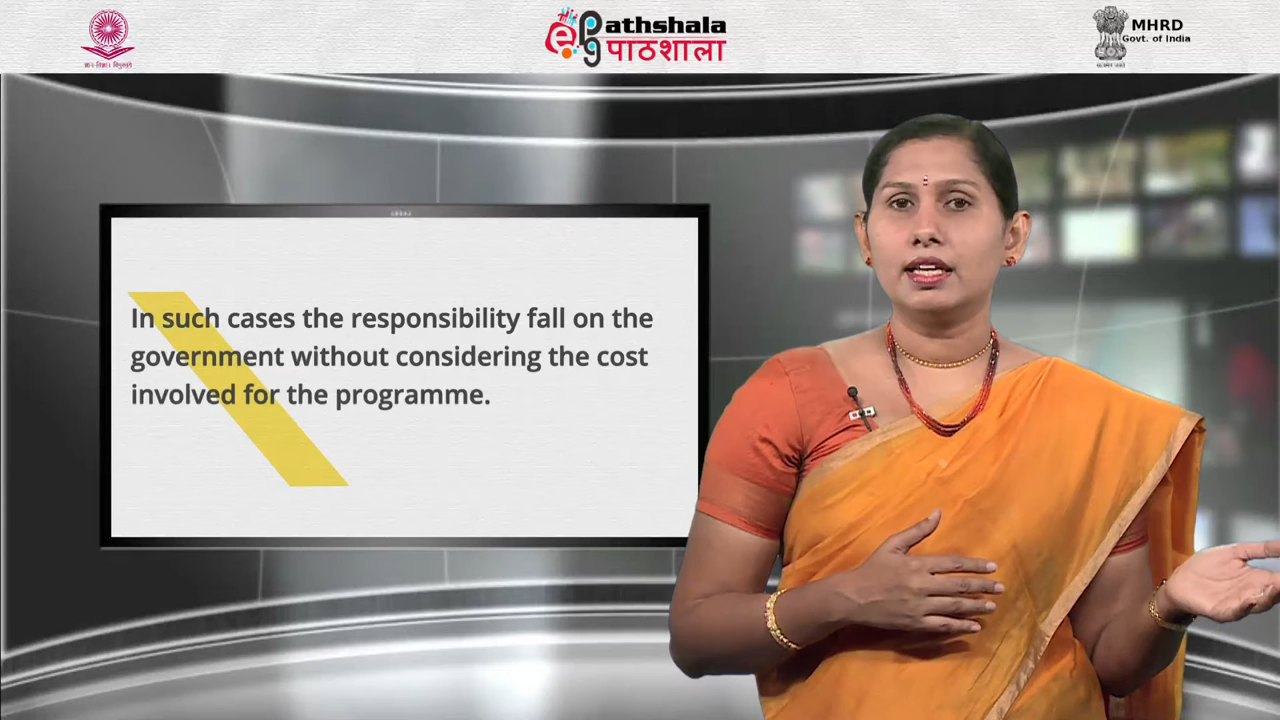 ePathshala
पाठशाला
MHRD
Govt. of India
In such cases the responsibility fall on the
government without considering the cost
involved for the programme.